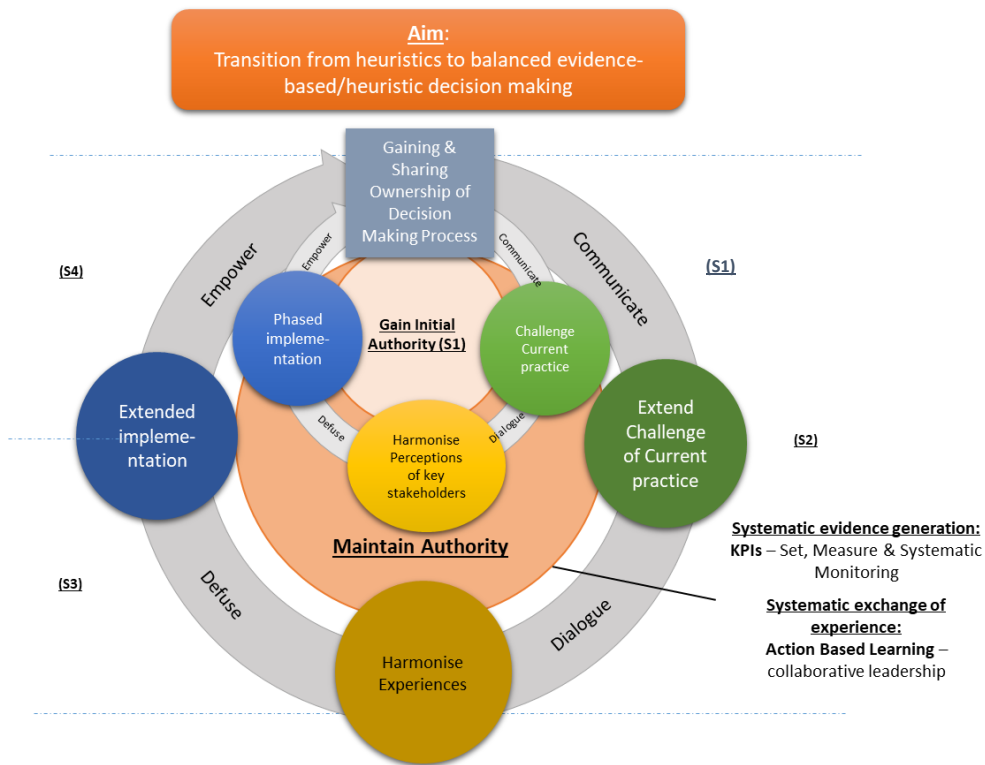 Aim:
Transition from heuristics to balanced evidence-
based/heuristic decision making
Gaining &
Sharing
Ownership of
Decision
Making Process
Empower
Communicate
Empower
Communicate
(S4)
(S1)
Phased
impleme-
ntation
Gain Initial
Authority (S1)
Challenge
Current
practice
Extended
impleme-
ntation
Defuse
Harmonise
Perceptions
of key
stakeholders
Dialogue
Extend
Challenge
of Current
practice
(S2)
Maintain Authority
Systematic evidence generation:
KPIs – Set, Measure & Systematic
Monitoring
(S3)
Defuse
Dialogue
Systematic exchange of
experience:
Action Based Learning –
collaborative leadership
Harmonise
Experiences